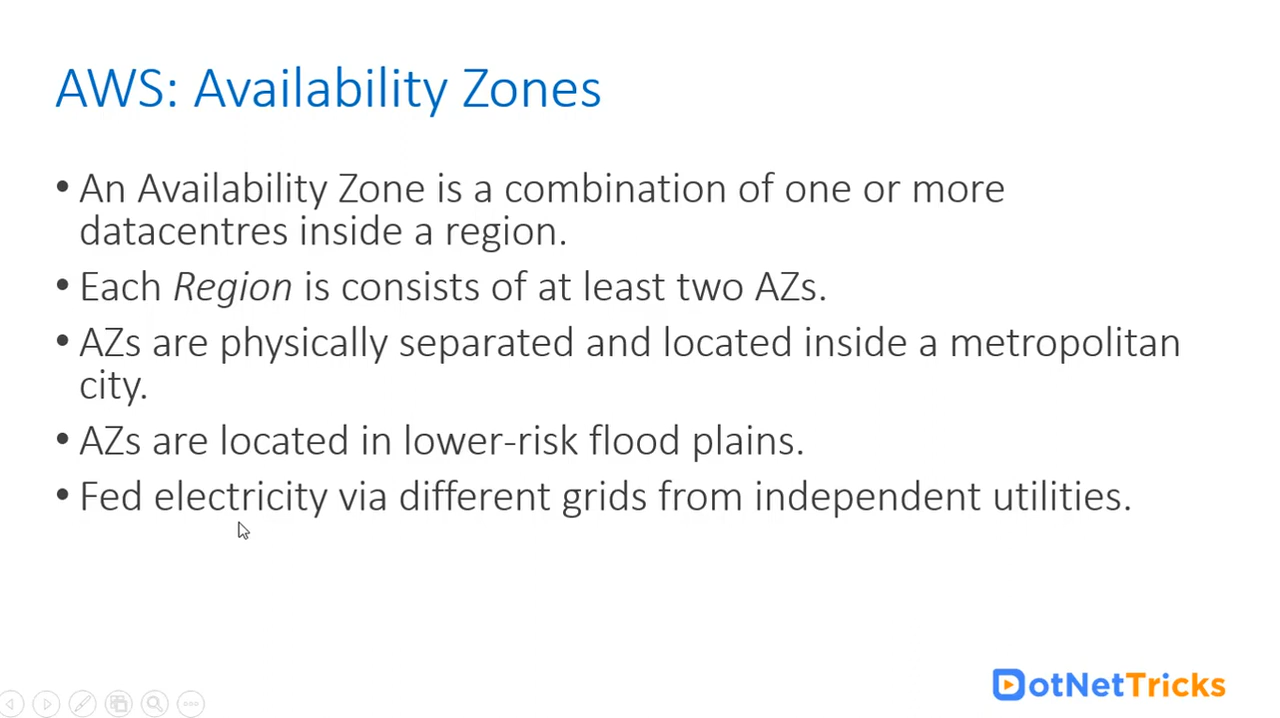 AWS: Availability Zones
• An Availability Zone is a combination of one or more
datacentres inside a region.
• Each Region is consists of at least two AZs.
• AZs are physically separated and located inside a metropolitan
city.
• AZs are located in lower-risk flood plains.
• Fed electricity via different grids from independent utilities.
DotNetTricks